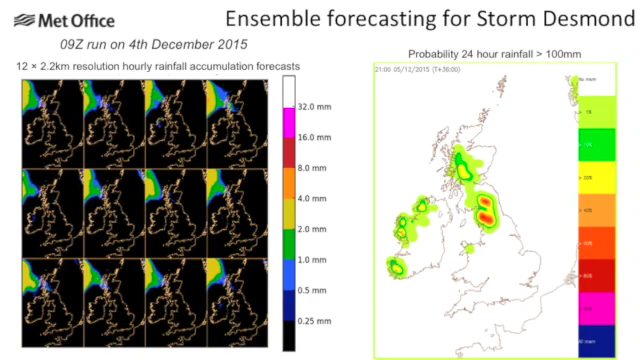 Met Office
Ensemble forecasting for Storm Desmond
09Z run on 4th December 2015
12 × 2.2km resolution hourly rainfall accumulation forecasts
32.0 mm
16.0 mm
8.0 mm
4.0 mm
2.0 mm
1.0 mm
0.5 mm
0.25 mm
Probability 24 hour rainfall > 100mm
21:00 05/12/2015 (T+36:00)